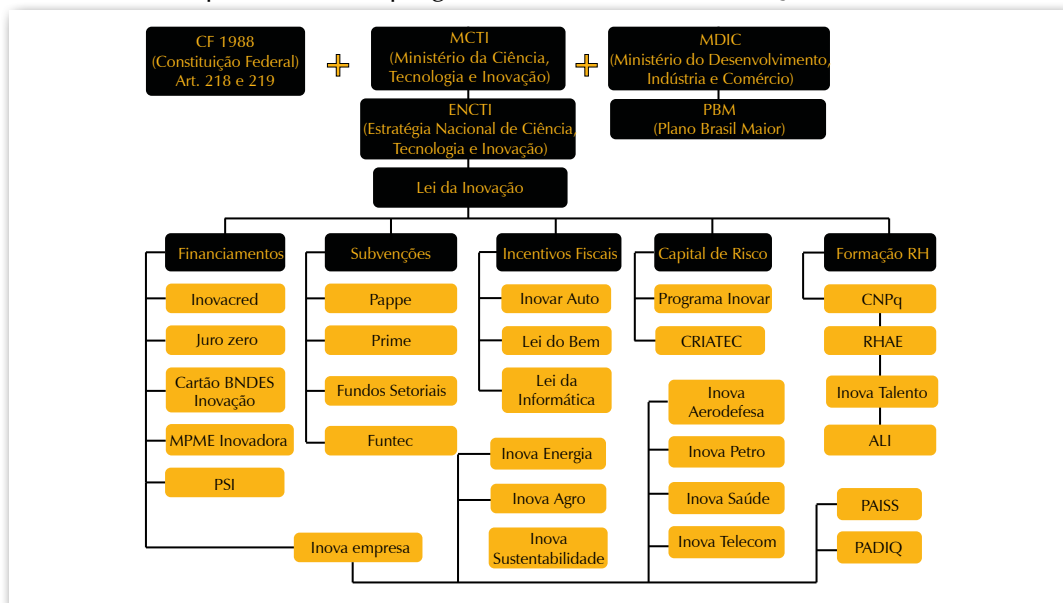 CF 1988
(Constituição Federal)
Art. 218 e 219
+
MCTI
(Ministério da Ciência,
Tecnologia e Inovação)
+
MDIC
(Ministério do Desenvolvimento,
Indústria e Comércio)
ENCTI
(Estratégia Nacional de Ciência,
Tecnologia e Inovação)
PBM
(Plano Brasil Maior)
Lei da Inovação
Financiamentos
Subvenções
Incentivos Fiscais
Capital de Risco
Formação RH
Inovacred
Pappe
Inovar Auto
Programa Inovar
CNPq
Juro zero
Prime
Lei do Bem
CRIATEC
RHAE
Cartão BNDES
Inovação
Fundos Setoriais
Lei da
Informática
Inova
Aerodefesa
Inova Talento
MPME Inovadora
Funtec
Inova Energia
Inova Petro
ALI
PSI
Inova Agro
Inova Saúde
PAISS
Inova empresa
Inova
Sustentabilidade
Inova Telecom
PADIQ